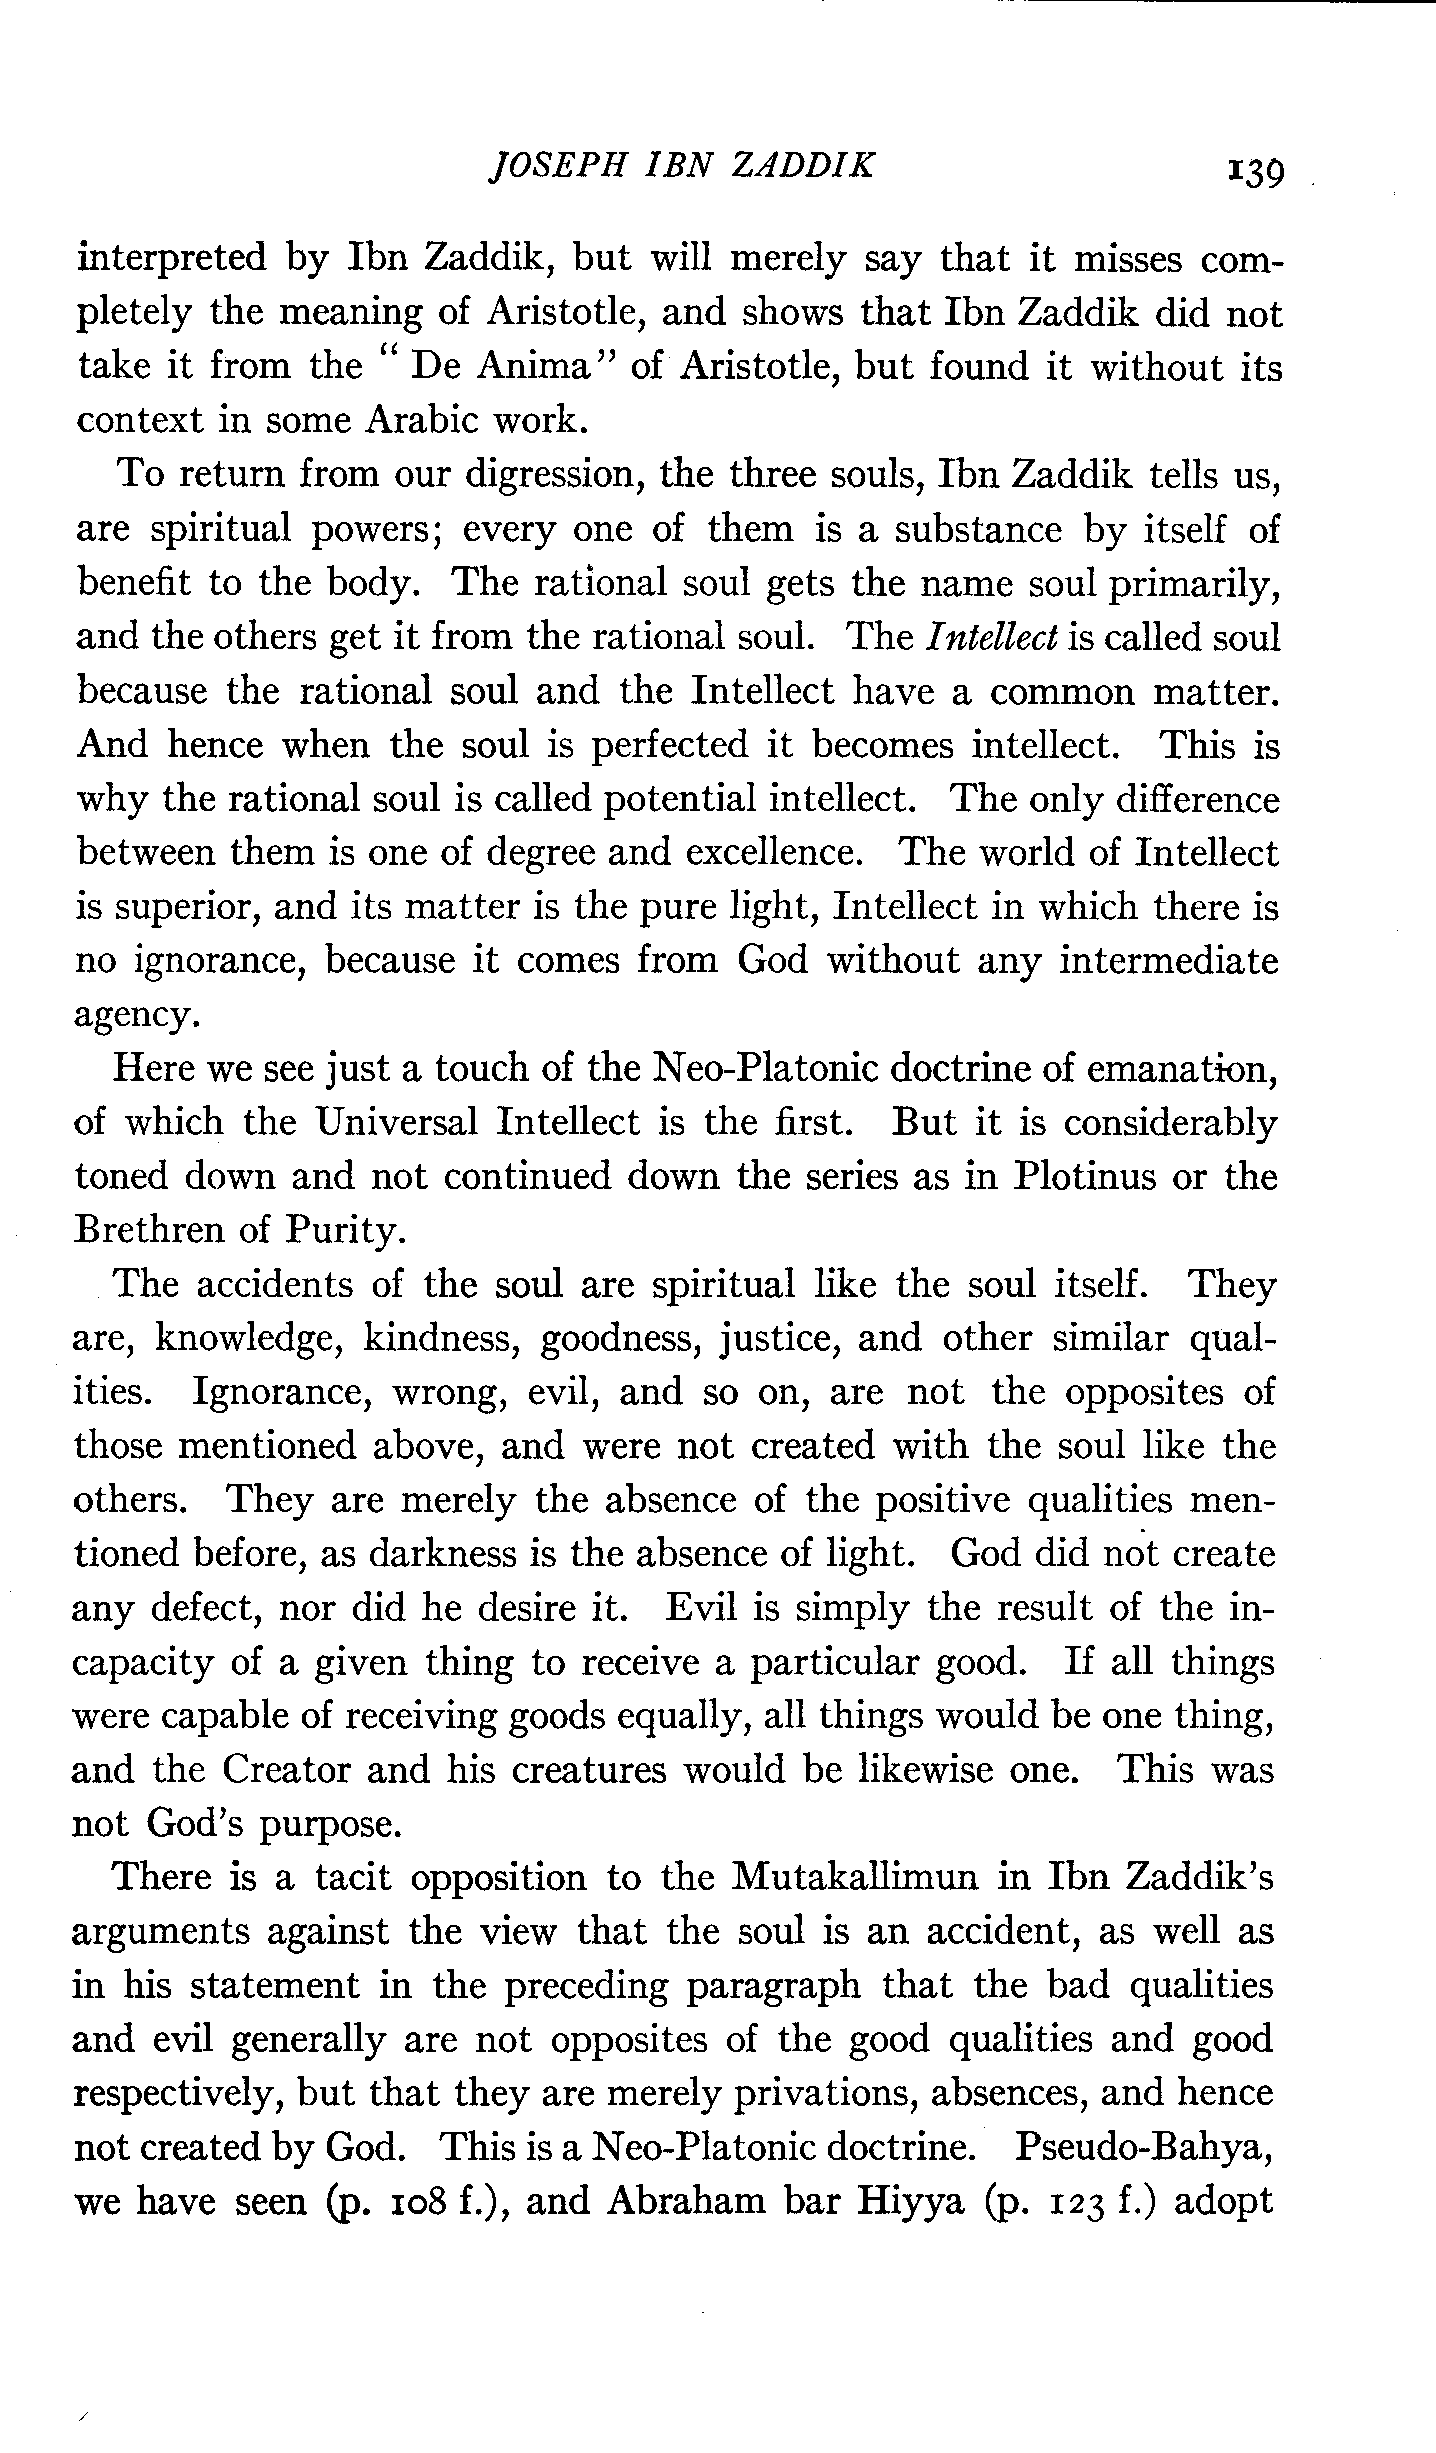 JOSEPH IBN ZADDIK 139
interpreted by Ibn Zaddik, but will merely say that it misses com-
pletely the meaning of Aristotle, and shows that Ibn Zaddik did not
take it from the " De Anima" of Aristotle, but found it without its
context in some Arabic work.
To return from our digression, the three souls, Ibn Zaddik tells us,
are spiritual powers; every one of them is a substance by itself of
benefit to the body. The rational soul gets the name soul primarily,
and the others get it from the rational soul. The Intellect is called soul
because the rational soul and the Intellect have a common matter.
And hence when the soul is perfected it becomes intellect. This is
why the rational soul is called potential intellect. The only difference
between them is one of degree and excellence. The world of Intellect
is superior, and its matter is the pure light, Intellect in which there is
no ignorance, because it comes from God without any intermediate
agency.
Here we see just a touch of the Neo-Platonic doctrine of emanation,
of which the Universal Intellect is the first. But it is considerably
toned down and not continued down the series as in Plotinus or the
Brethren of Purity.
The accidents of the soul are spiritual like the soul itself. They
are, knowledge, kindness, goodness, justice, and other similar qual-
ities. Ignorance, wrong, evil, and so on, are not the opposites of
those mentioned above, and were not created with the soul like the
others. They are merely the absence of the positive qualities men-
tioned before, as darkness is the absence of light. God did not create
any defect, nor did he desire it. Evil is simply the result of the in-
capacity of a given thing to receive a particular good. If all things
were capable of receiving goods equally, all things would be one thing,
and the Creator and his creatures would be likewise one. This was
not God's purpose.
There is a tacit opposition to the Mutakallimun in Ibn Zaddik's
arguments against the view that the soul is an accident, as well as
in his statement in the preceding paragraph that the bad qualities
and evil generally are not opposites of the good qualities and good
respectively, but that they are merely privations, absences, and hence
not created by God. This is a Neo-Platonic doctrine. Pseudo-Bahya,
we have seen (p. 108 f.), and Abraham bar Hiyya (p. 123 f.) adopt